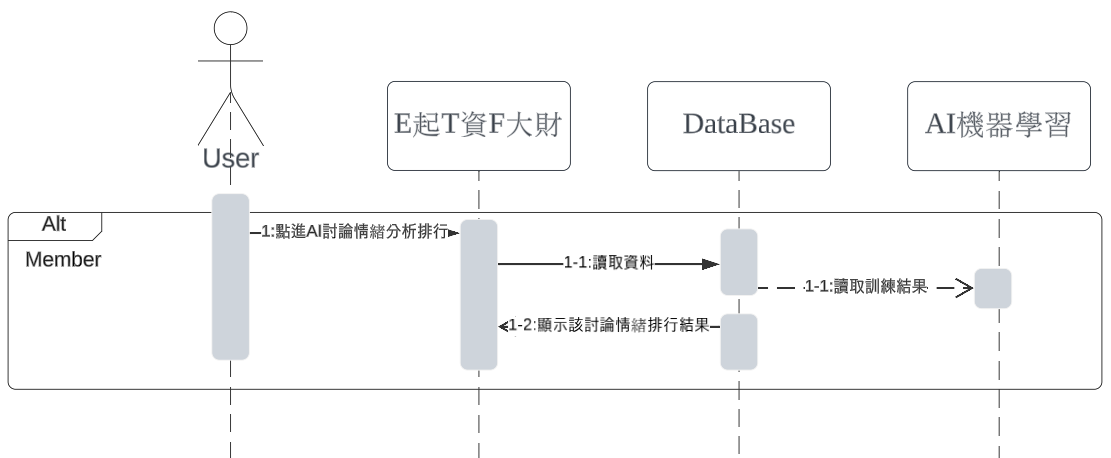 User
E起T資F大財
DataBase
AI機器學習
Alt
Member
1:點進AI討論情緒分析排行
1-1:讀取資料
1-1:讀取訓練結果
1-2:顯示該討論情緒排行結果